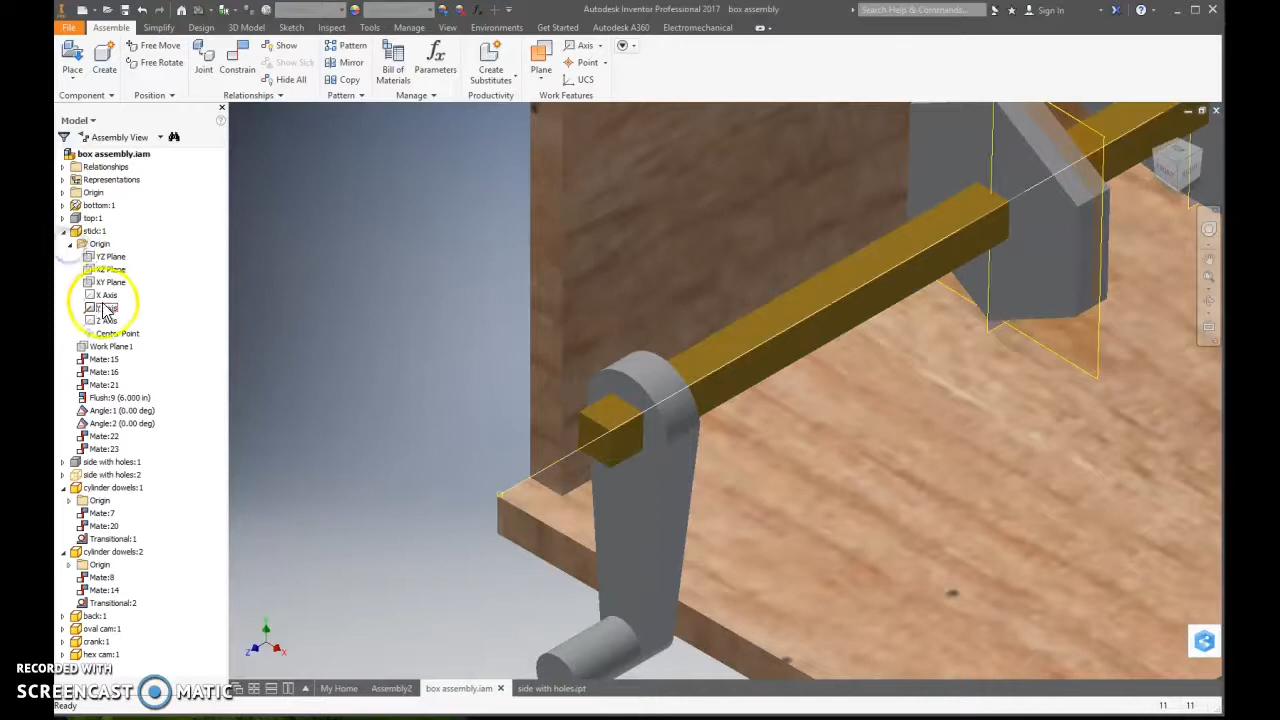 Autodesk Inventor Professional 2017   box assembly
Search Help & Commands...
Sign In
File
Assemble
Simplify
Design
3D Model
Sketch
Inspect
Tools
Manage
View
Environments
Get Started
Autodesk A360
Electromechanical
Place
Create
Free Move
Free Rotate
Joint
Constrain
Show
Show Sick
Hide All
Pattern
Mirror
Copy
Bill of Materials
Parameters
Create Substitutes
Plane
Axis
Point
UCS
Component
Position
Relationships
Pattern
Manage
Productivity
Work Features
Model
Assembly View
box assembly.iam
Relationships
Representations
Origin
bottom:1
top:1
stick:1
Origin
YZ Plane
XZ Plane
XY Plane
X Axis
Z Axis
Center Point
Work Plane1
Mate:15
Mate:16
Mate:21
Flush:9 (6.000 in)
Angle:1 (0.00 deg)
Angle:2 (0.00 deg)
Mate:22
Mate:23
side with holes:1
side with holes:2
cylinder dowels:1
Origin
Mate:7
Mate:20
Transitional:1
cylinder dowels:2
Origin
Mate:8
Mate:14
Transitional:2
back:1
oval cam:1
crank:1
hex cam:1
FRONT
Z
X
RECORDED WITH
SCREENCAST MATIC
My Home
Assembly2
box assembly.iam
side with holes.ipt
Ready
11
11